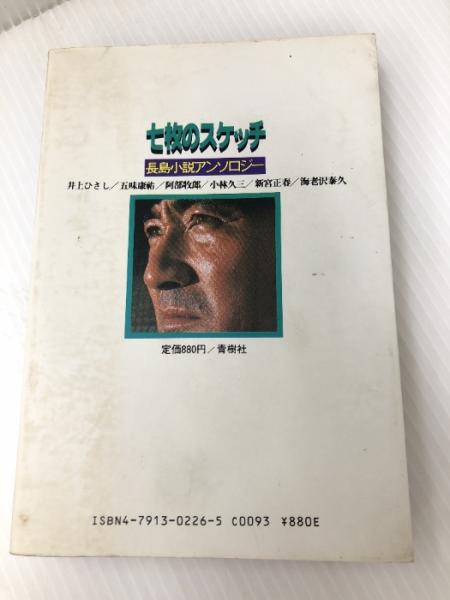 七枚のスケッチ
長島小説アンソロジー
井上ひさし/五味康祐/阿部牧郎/小林久三/新宮正春/海老沢泰久
定価880円/青樹社
ISBN4-7913-0226-5 C0093 ¥880E